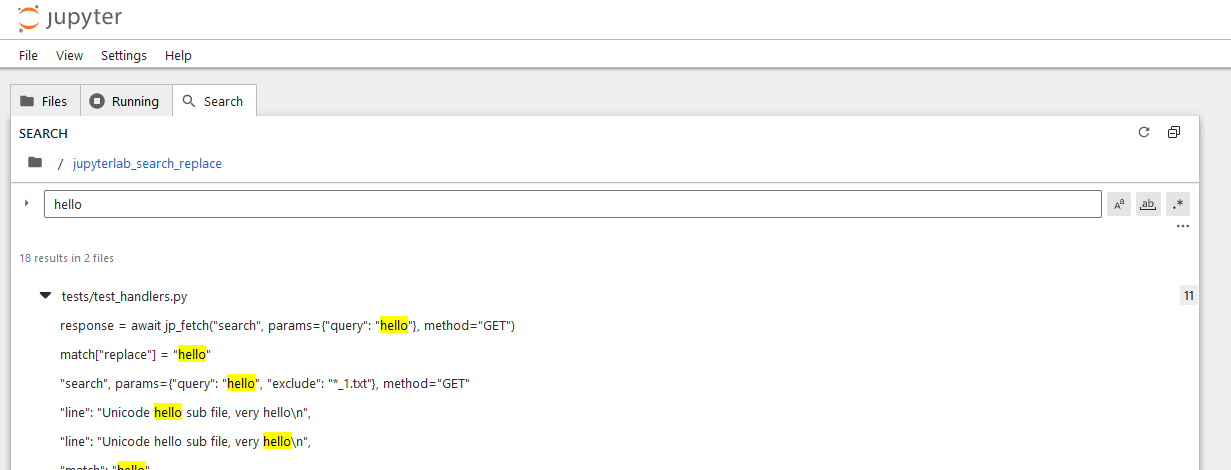 jupyter
File View Settings Help
Files Running Search
SEARCH
/ jupyterlab_search_replace
hello Aª ab .*
...
18 results in 2 files
tests/test_handlers.py 11
response = await jp_fetch("search", params={"query": "hello"}, method="GET")
match["replace"] = "hello"
"search", params={"query": "hello", "exclude": "*_1.txt"}, method="GET"
"line": "Unicode hello sub file, very hello\n",
"line": "Unicode hello sub file, very hello\n",
"match": "hello"